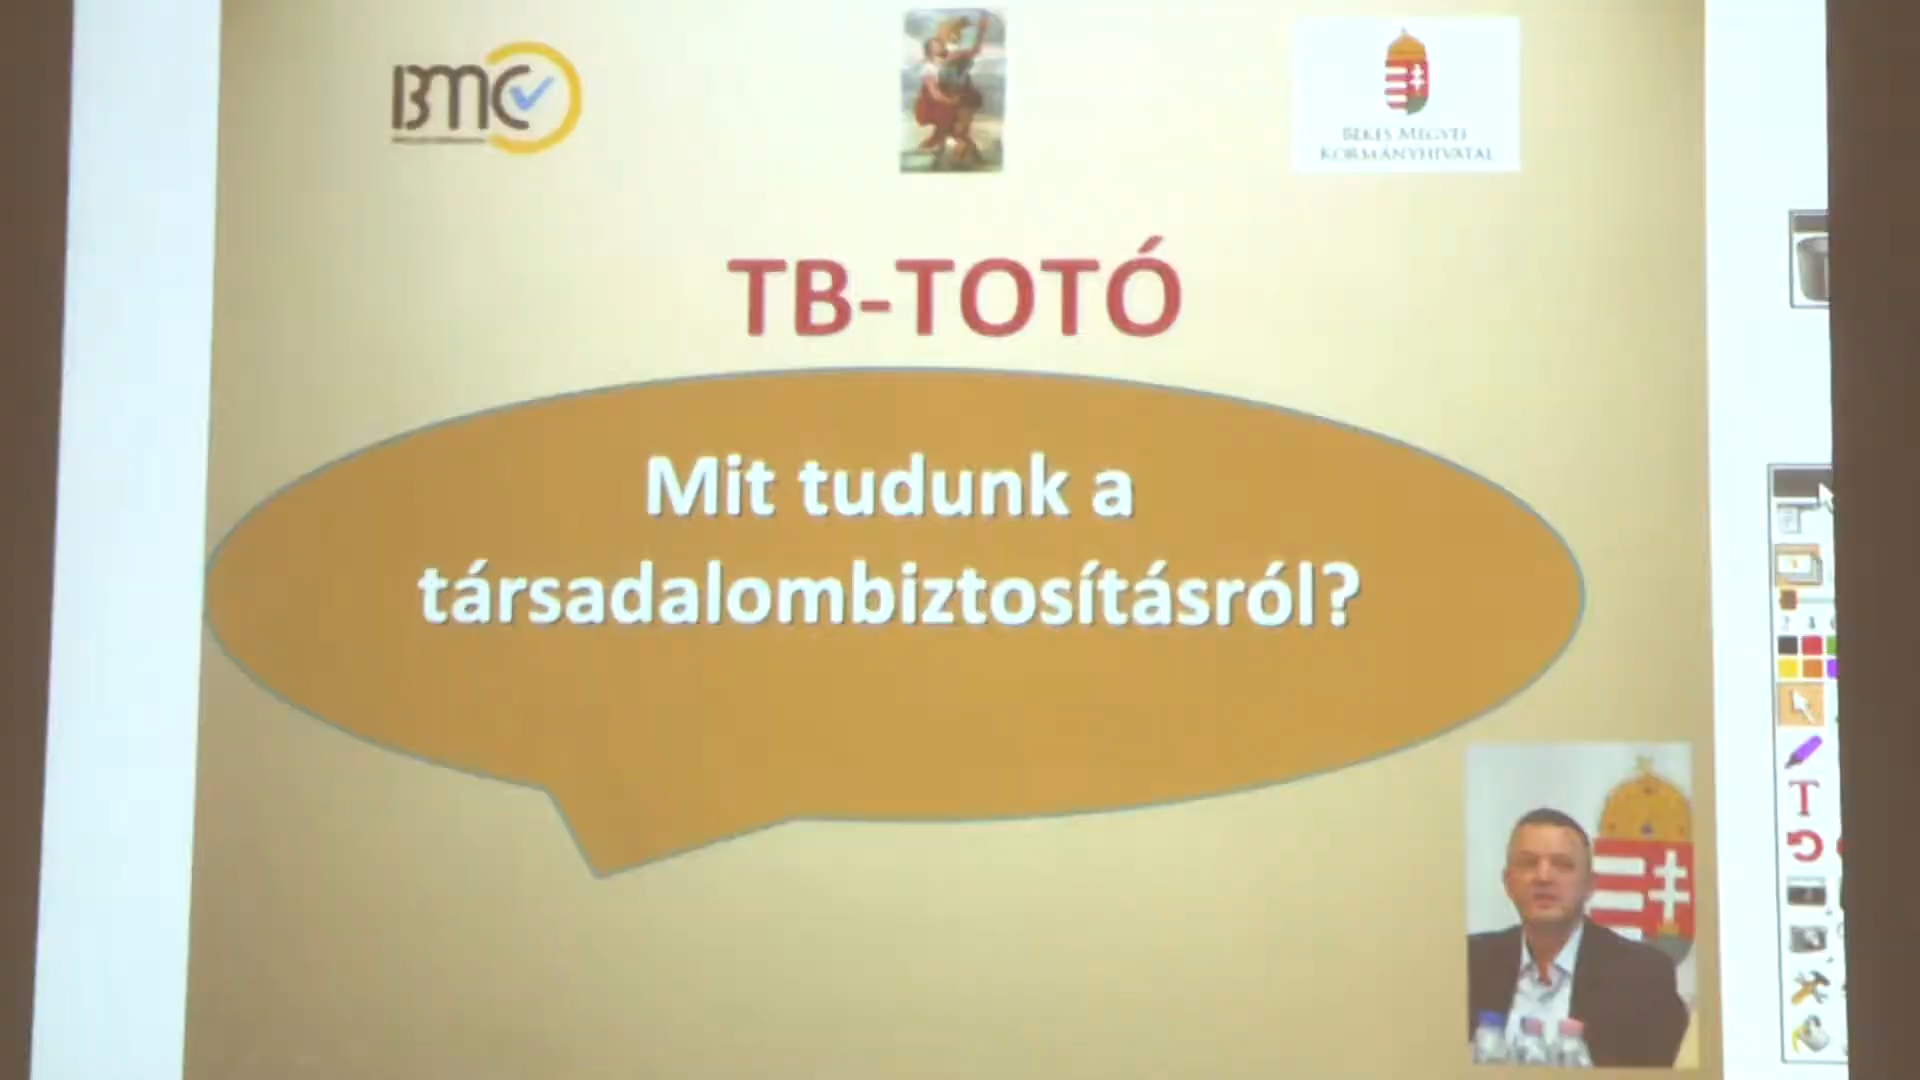 BMC
BÉKÉS MEGYEI
KORMÁNYHIVATAL
TB-TOTÓ
Mit tudunk a
társadalombiztosításról?